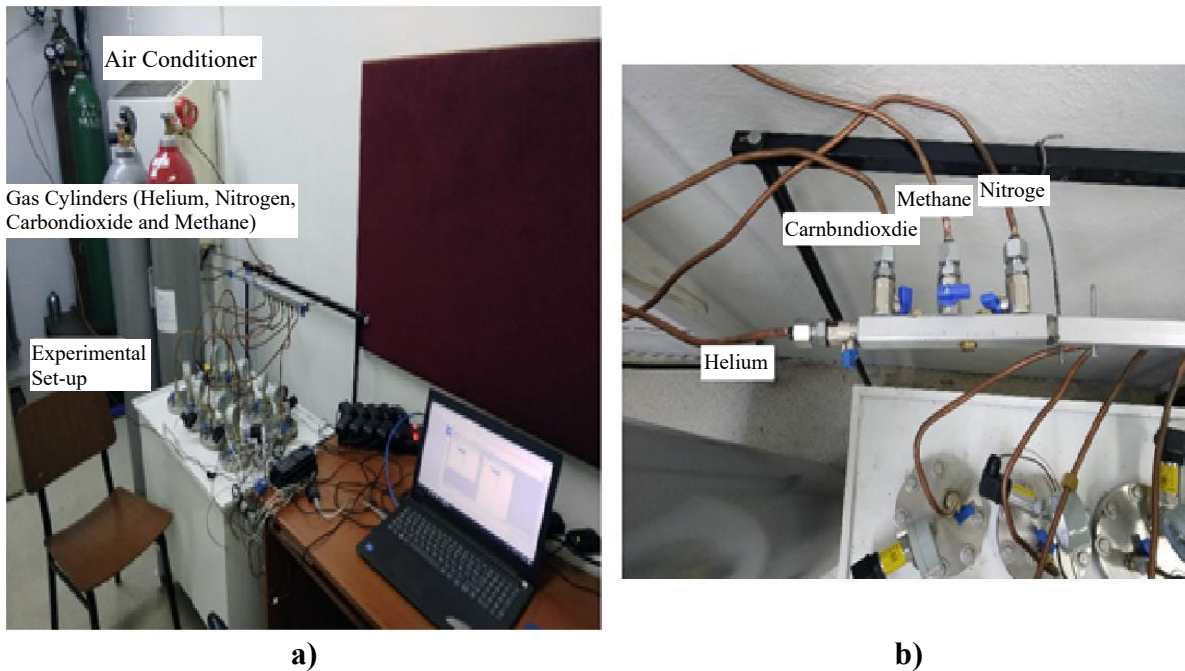 Air Conditioner
Gas Cylinders (Helium, Nitrogen,
Carbondioxide and Methane)
Experimental
Set-up
Nitroge
Methane
Carnbındioxdie
Helium
a)
b)